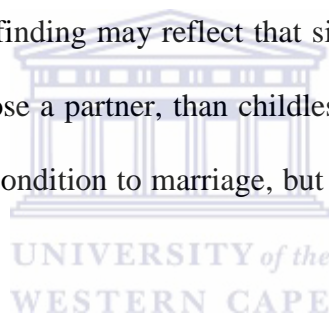 finding may reflect that si
ose a partner, than childles
ondition to marriage, but
UNIVERSITY of the
WESTERN CAPE